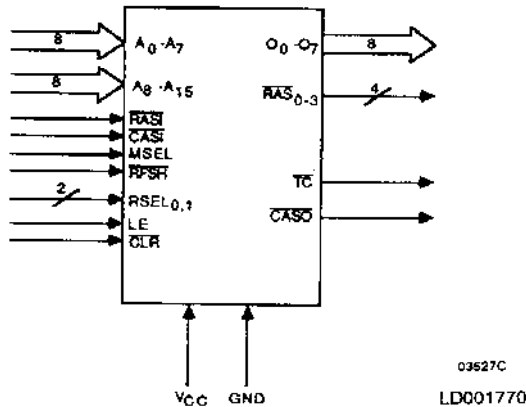 8
A0-A7
O0-O7
8
8
A8-A15
RAS0-3
4
RASI
CASI
MSEL
RFSH
2
RSEL0,1
TC
LE
CASO
CLR
VCC
GND
03527C
LD001770